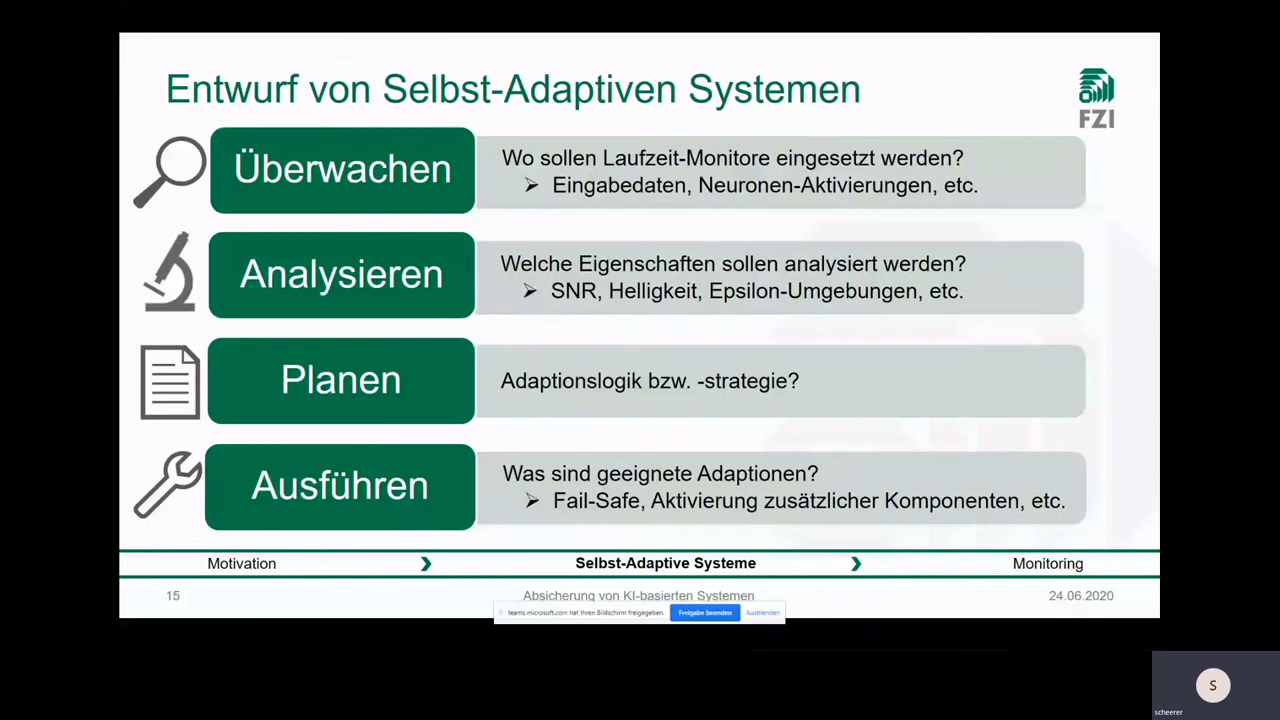 Entwurf von Selbst-Adaptiven Systemen
FZI
Überwachen
Wo sollen Laufzeit-Monitore eingesetzt werden?
➢ Eingabedaten, Neuronen-Aktivierungen, etc.
Analysieren
Welche Eigenschaften sollen analysiert werden?
➢ SNR, Helligkeit, Epsilon-Umgebungen, etc.
Planen
Adaptionslogik bzw. -strategie?
Ausführen
Was sind geeignete Adaptionen?
➢ Fail-Safe, Aktivierung zusätzlicher Komponenten, etc.
Motivation
Selbst-Adaptive Systeme
Monitoring
15
Absicherung von KI-basierten Systemen
24.06.2020
teams.microsoft.com hat Ihren Bildschirm freigegeben.
Freigabe beenden
Ausblenden
S
scheerer